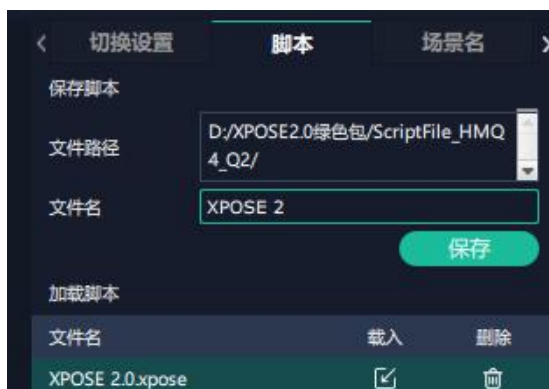 切换设置 脚本 场景名
保存脚本
文件路径 D:/XPOSE2.0绿色包/ScriptFile_HMQ
4_Q2/
文件名 XPOSE 2
保存
加载脚本
文件名 载入 删除
XPOSE 2.0.xpose